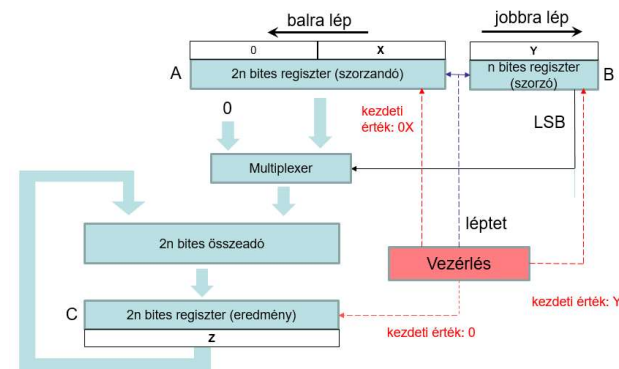 balra lép
jobbra lép
0
X
Y
A
2n bites regiszter (szorzandó)
n bites regiszter
(szorzó)
B
0
kezdeti
érték: 0X
LSB
Multiplexer
léptet
2n bites összeadó
Vezérlés
kezdeti érték: Y
C
2n bites regiszter (eredmény)
kezdeti érték: 0
Z